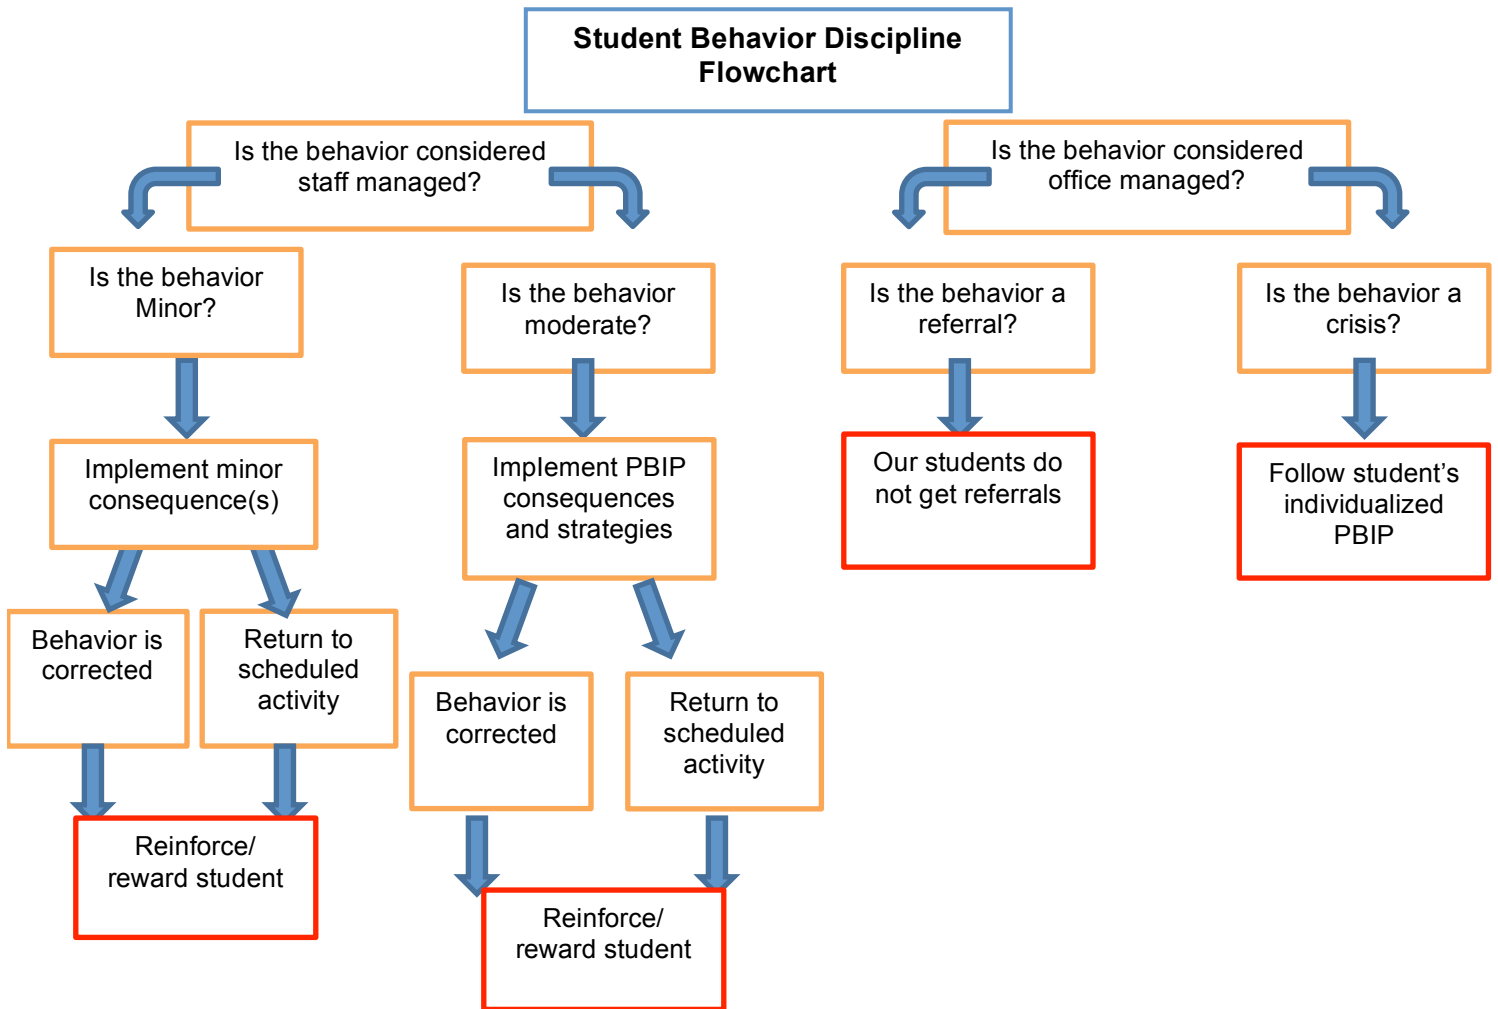 Student Behavior Discipline
Flowchart
Is the behavior considered
staff managed?
Is the behavior considered
office managed?
Is the behavior
Minor?
Is the behavior
moderate?
Is the behavior a
referral?
Is the behavior a
crisis?
Implement minor
consequence(s)
Implement PBIP
consequences
and strategies
Our students do
not get referrals
Follow student’s
individualized
PBIP
Behavior is
corrected
Return to
scheduled
activity
Behavior is
corrected
Return to
scheduled
activity
Reinforce/
reward student
Reinforce/
reward student